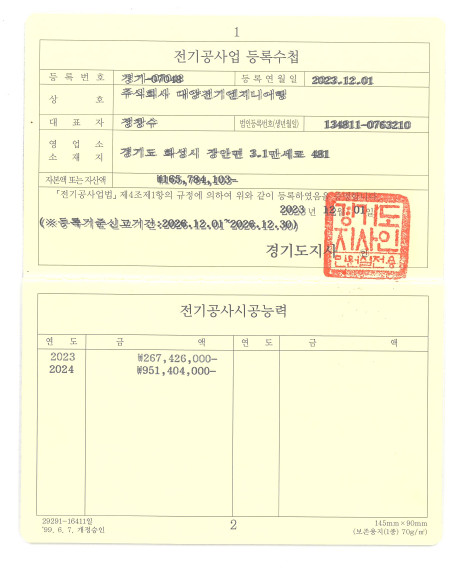 1
전기공사업 등록수첩
등 록 번 호 경기-07048 등 록 연 월 일 2023.12.01
상 호 주식회사 대양전기엔지니어링
대 표 자 정창수 법인등록번호(생년월일) 134811-0763210
영 업 소
소 재 지 경기도 화성시 장안면 3.1만세로 481
자본액 또는 자산액 ₩165,784,103-
「전기공사업법」 제4조제1항의 규정에 의하여 위와 같이 등록하였음을
2023 년 12 월 01 일
(※등록기준신고기간:2026.12.01~2026.12.30)
경기도지사
경기도
지사인
민원실전용
전기공사시공능력
연 도 금 액 연 도 금 액
2023 ₩267,426,000-
2024 ₩951,404,000-
29291-16411일
'99. 6. 7. 개정승인
2
145mm×90mm
(보존용지(1종) 70g/㎡)